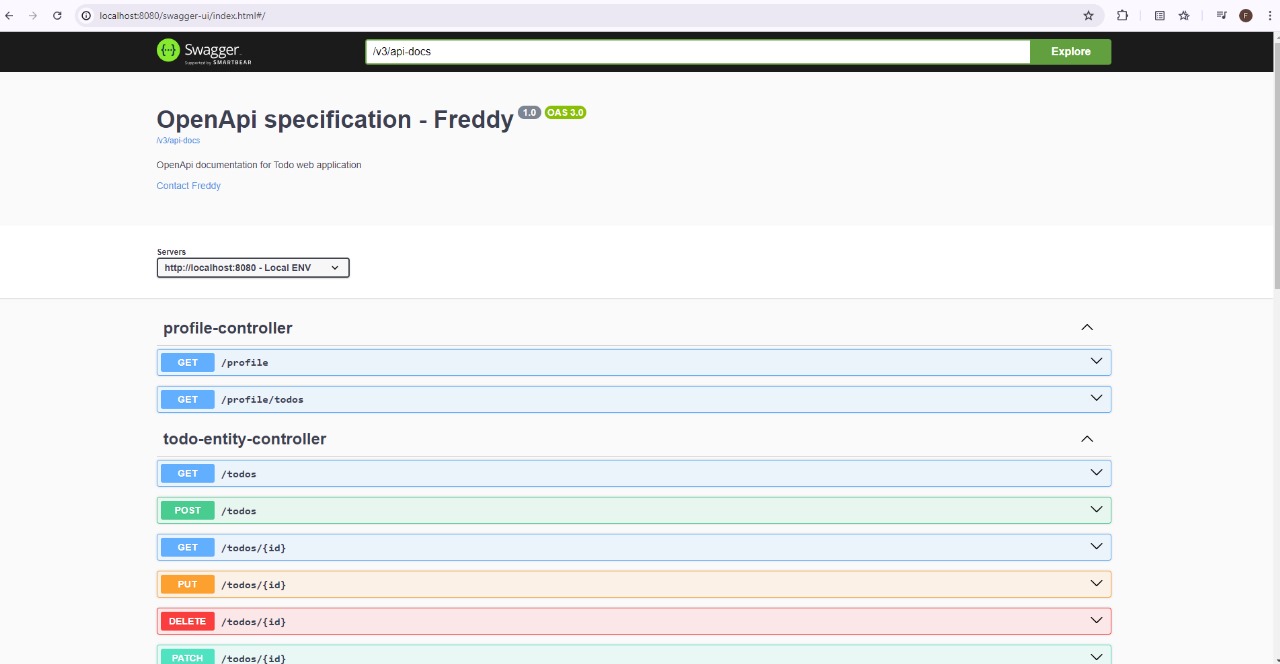 localhost:8080/swagger-ui/index.html#/
F
{··}
Swagger
Supported by SMARTBEAR
/v3/api-docs
Explore
OpenApi specification - Freddy 1.0 OAS 3.0
/v3/api-docs
OpenApi documentation for Todo web application
Contact Freddy
Servers
http://localhost:8080 - Local ENV
profile-controller
GET /profile
GET /profile/todos
todo-entity-controller
GET /todos
POST /todos
GET /todos/{id}
PUT /todos/{id}
DELETE /todos/{id}
PATCH /todos/{id}